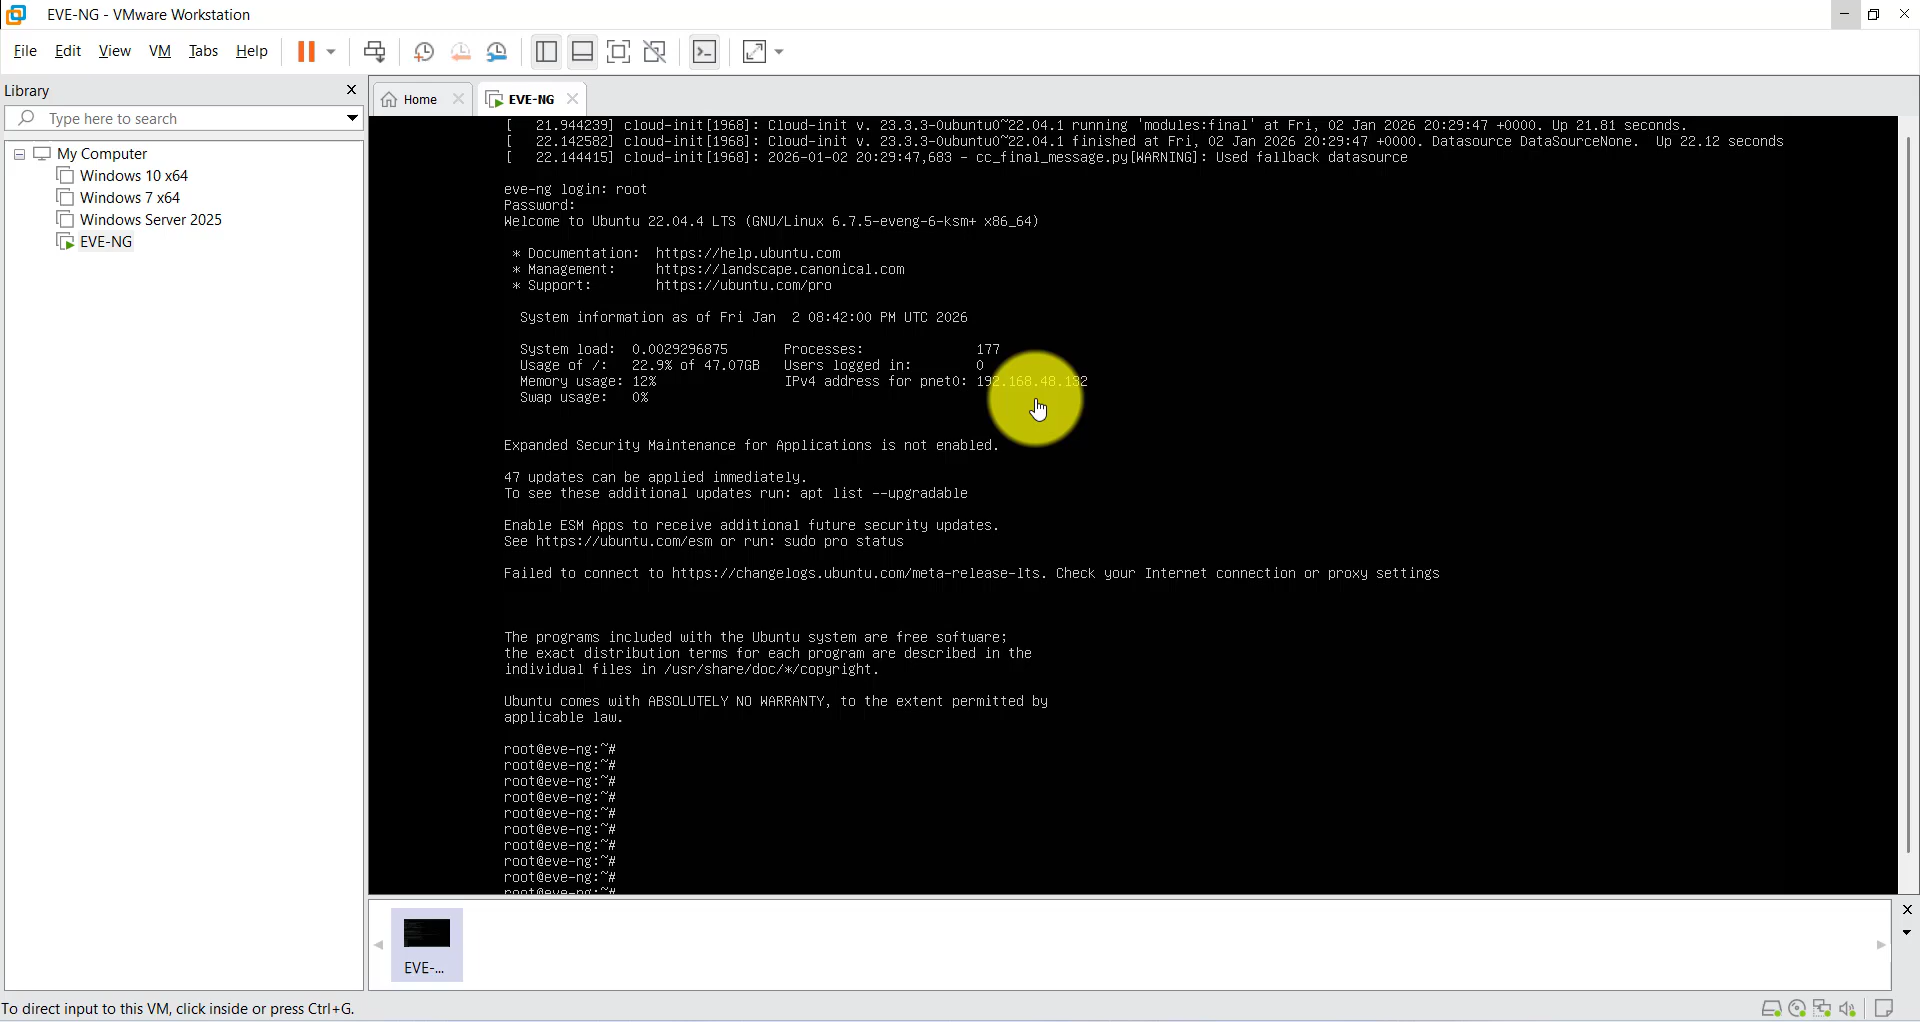 EVE-NG - VMware Workstation
File Edit View VM Tabs Help
Library
Type here to search
My Computer
Windows 10 x64
Windows 7 x64
Windows Server 2025
EVE-NG
Home
EVE-NG
[   21.944239] cloud-init[1968]: Cloud-init v. 23.3.3-0ubuntu0~22.04.1 running 'modules:final' at Fri, 02 Jan 2026 20:29:47 +0000. Up 21.81 seconds.
[   22.142582] cloud-init[1968]: Cloud-init v. 23.3.3-0ubuntu0~22.04.1 finished at Fri, 02 Jan 2026 20:29:47 +0000. Datasource DataSourceNone.  Up 22.12 seconds
[   22.144415] cloud-init[1968]: 2026-01-02 20:29:47,683 - cc_final_message.py[WARNING]: Used fallback datasource
eve-ng login: root
Password:
Welcome to Ubuntu 22.04.4 LTS (GNU/Linux 6.7.5-eveng-6-ksm+ x86_64)
* Documentation:  https://help.ubuntu.com
* Management:     https://landscape.canonical.com
* Support:        https://ubuntu.com/pro
System information as of Fri Jan  2 08:42:00 PM UTC 2026
System load:  0.0029296875      Processes:              177
Usage of /:   22.9% of 47.07GB   Users logged in:        0
Memory usage: 12%                IPv4 address for pnet0: 192.168.48.132
Swap usage:   0%
Expanded Security Maintenance for Applications is not enabled.
47 updates can be applied immediately.
To see these additional updates run: apt list --upgradable
Enable ESM Apps to receive additional future security updates.
See https://ubuntu.com/esm or run: sudo pro status
Failed to connect to https://changelogs.ubuntu.com/meta-release-lts. Check your Internet connection or proxy settings
The programs included with the Ubuntu system are free software;
the exact distribution terms for each program are described in the
individual files in /usr/share/doc/*/copyright.
Ubuntu comes with ABSOLUTELY NO WARRANTY, to the extent permitted by
applicable law.
root@eve-ng:~#
root@eve-ng:~#
root@eve-ng:~#
root@eve-ng:~#
root@eve-ng:~#
root@eve-ng:~#
root@eve-ng:~#
root@eve-ng:~#
root@eve-ng:~#
root@eve-ng:~#
EVE-...
To direct input to this VM, click inside or press Ctrl+G.